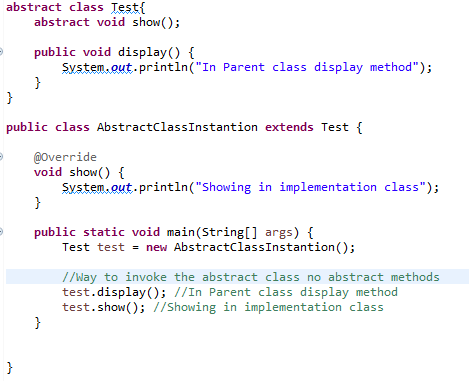 abstract class Test{
abstract void show();
public void display() {
System.out.println("In Parent class display method");
}
}
public class AbstractClassInstantion extends Test {
@Override
void show() {
System.out.println("Showing in implementation class");
}
public static void main(String[] args) {
Test test = new AbstractClassInstantion();
//Way to invoke the abstract class no abstract methods
test.display(); //In Parent class display method
test.show(); //Showing in implementation class
}
}